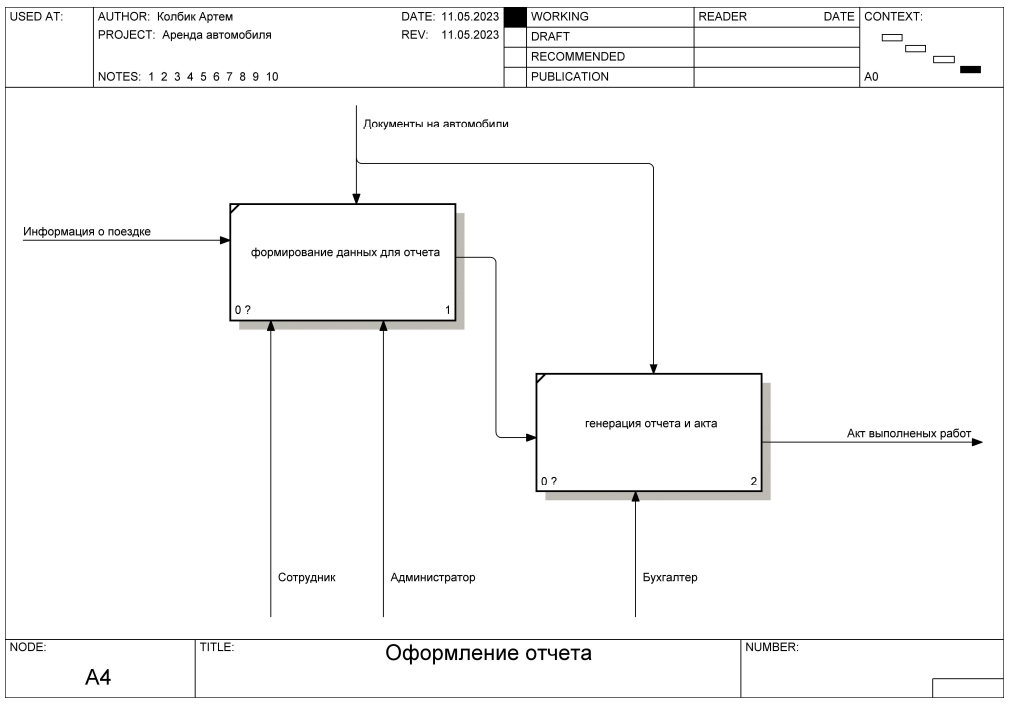 USED AT:
AUTHOR: Колбик Артем
DATE: 11.05.2023
WORKING
READER
DATE
CONTEXT:
PROJECT: Аренда автомобиля
REV: 11.05.2023
DRAFT
RECOMMENDED
NOTES: 1 2 3 4 5 6 7 8 9 10
PUBLICATION
A0
Документы на автомобили
Информация о поездке
формирование данных для отчета
0 ?
1
генерация отчета и акта
Акт выполненых работ
0 ?
2
Сотрудник
Администратор
Бухгалтер
NODE:
TITLE:
Оформление отчета
NUMBER:
A4